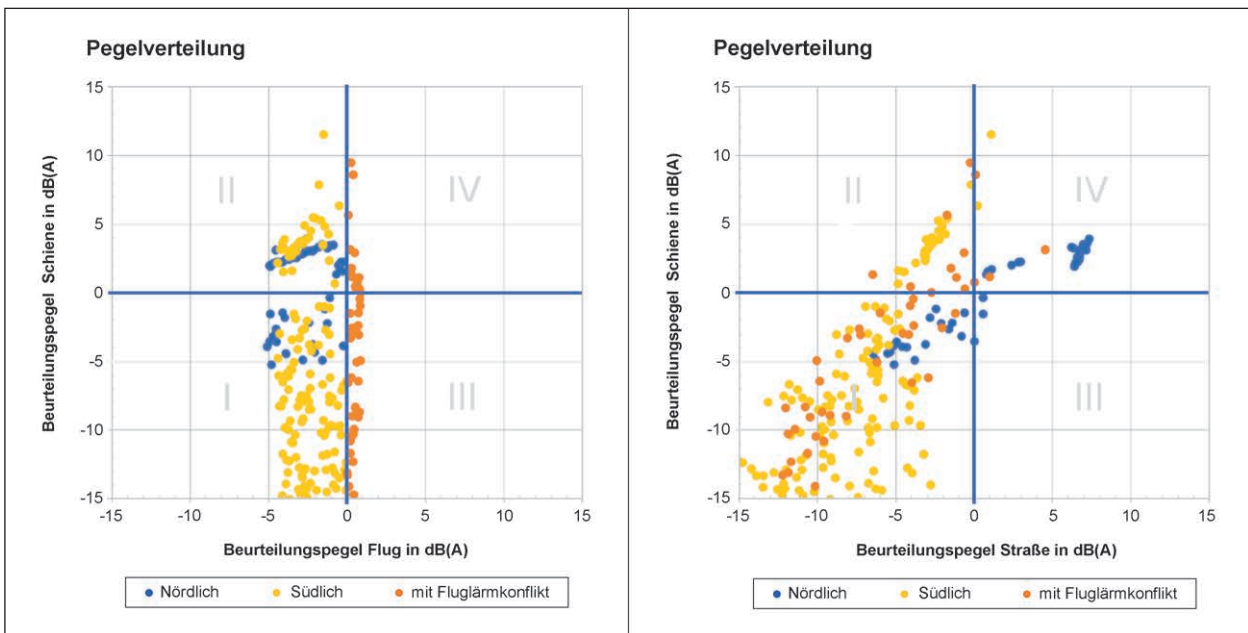 Pegelverteilung
15
10
5
0
-5
-10
-15
-15
-10
-5
0
5
10
15
II
IV
I
III
Beurteilungspegel Schiene in dB(A)
Beurteilungspegel Flug in dB(A)
Nördlich
Südlich
mit Fluglärmkonflikt
Pegelverteilung
15
10
5
0
-5
-10
-15
-15
-10
-5
0
5
10
15
II
IV
I
III
Beurteilungspegel Schiene in dB(A)
Beurteilungspegel Straße in dB(A)
Nördlich
Südlich
mit Fluglärmkonflikt